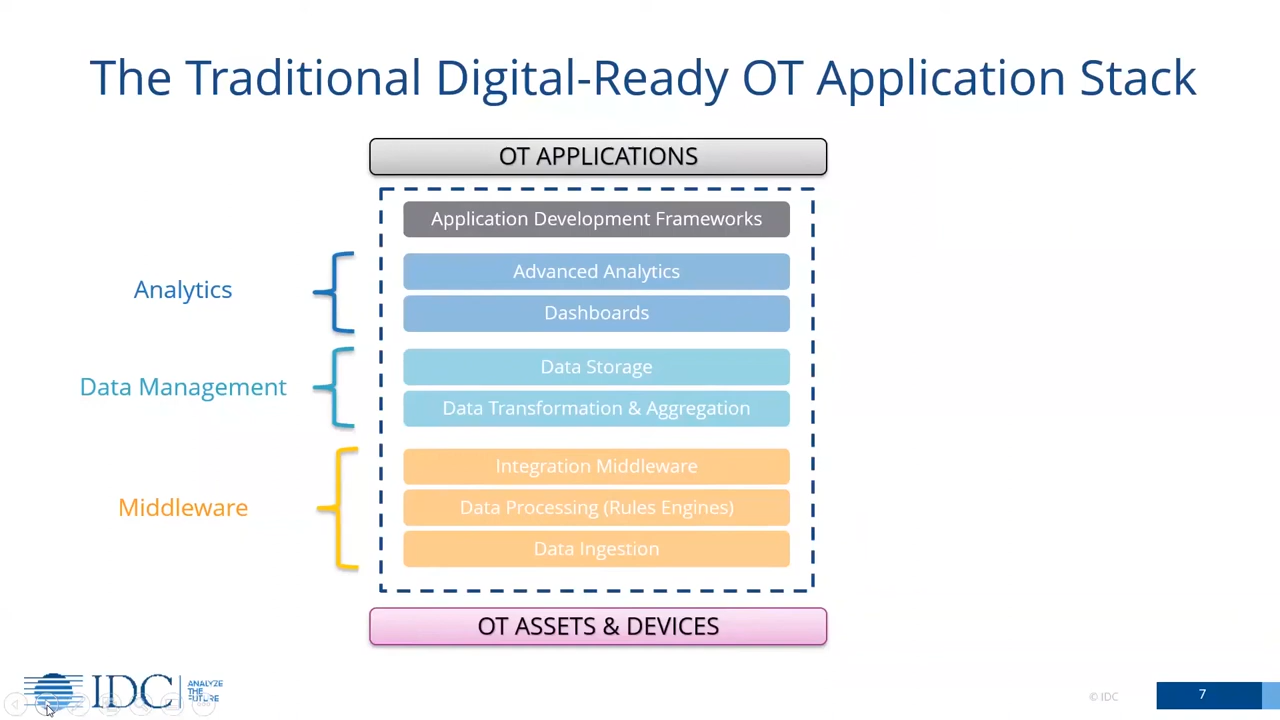 The Traditional Digital-Ready OT Application Stack
OT APPLICATIONS
Application Development Frameworks
Analytics
Advanced Analytics
Dashboards
Data Management
Data Storage
Data Transformation & Aggregation
Middleware
Integration Middleware
Data Processing (Rules Engines)
Data Ingestion
OT ASSETS & DEVICES
IDC
ANALYZE
THE
FUTURE
© IDC
7